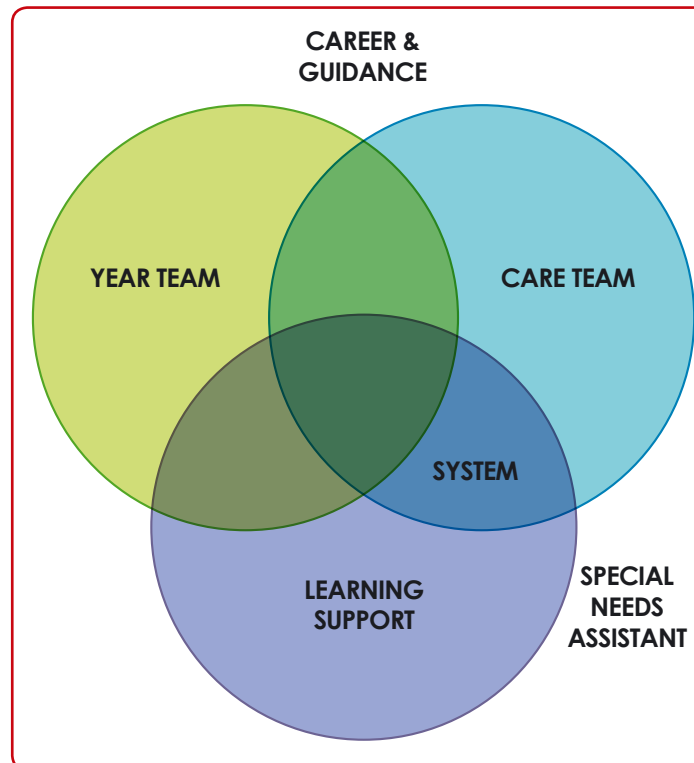 CAREER &
GUIDANCE
YEAR TEAM
CARE TEAM
SYSTEM
LEARNING
SUPPORT
SPECIAL
NEEDS
ASSISTANT